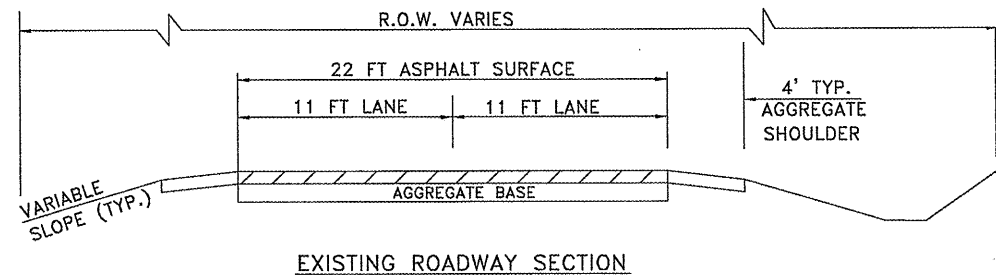 R.O.W. VARIES
22 FT ASPHALT SURFACE
11 FT LANE
11 FT LANE
4' TYP.
AGGREGATE
SHOULDER
VARIABLE
SLOPE (TYP.)
AGGREGATE BASE
EXISTING ROADWAY SECTION